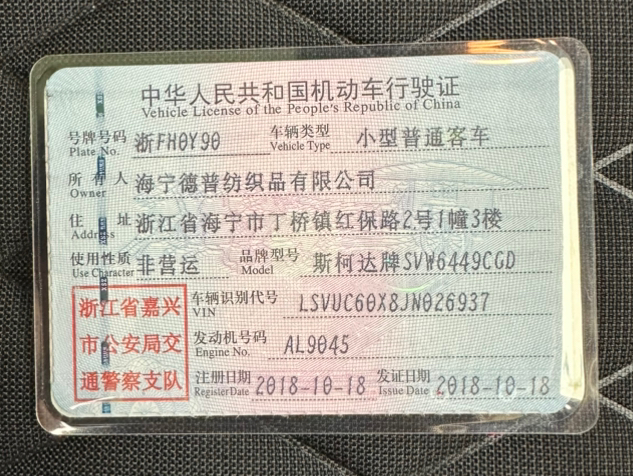 中华人民共和国机动车行驶证
Vehicle License of the People's Republic of China
号牌号码 浙FH0Y90 车辆类型 小型普通客车
Plate No. Vehicle Type
所有人 海宁德普纺织品有限公司
Owner
住址 浙江省海宁市丁桥镇红保路2号1幢3楼
Address
使用性质 非营运 品牌型号 斯柯达牌SVW6449CGD
Use Character Model
浙江省嘉兴 车辆识别代号 LSVUC60X8JN026937
VIN
市公安局交 发动机号码 AL9045
Engine No.
通警察支队 注册日期 2018-10-18 发证日期 2018-10-18
Register Date Issue Date